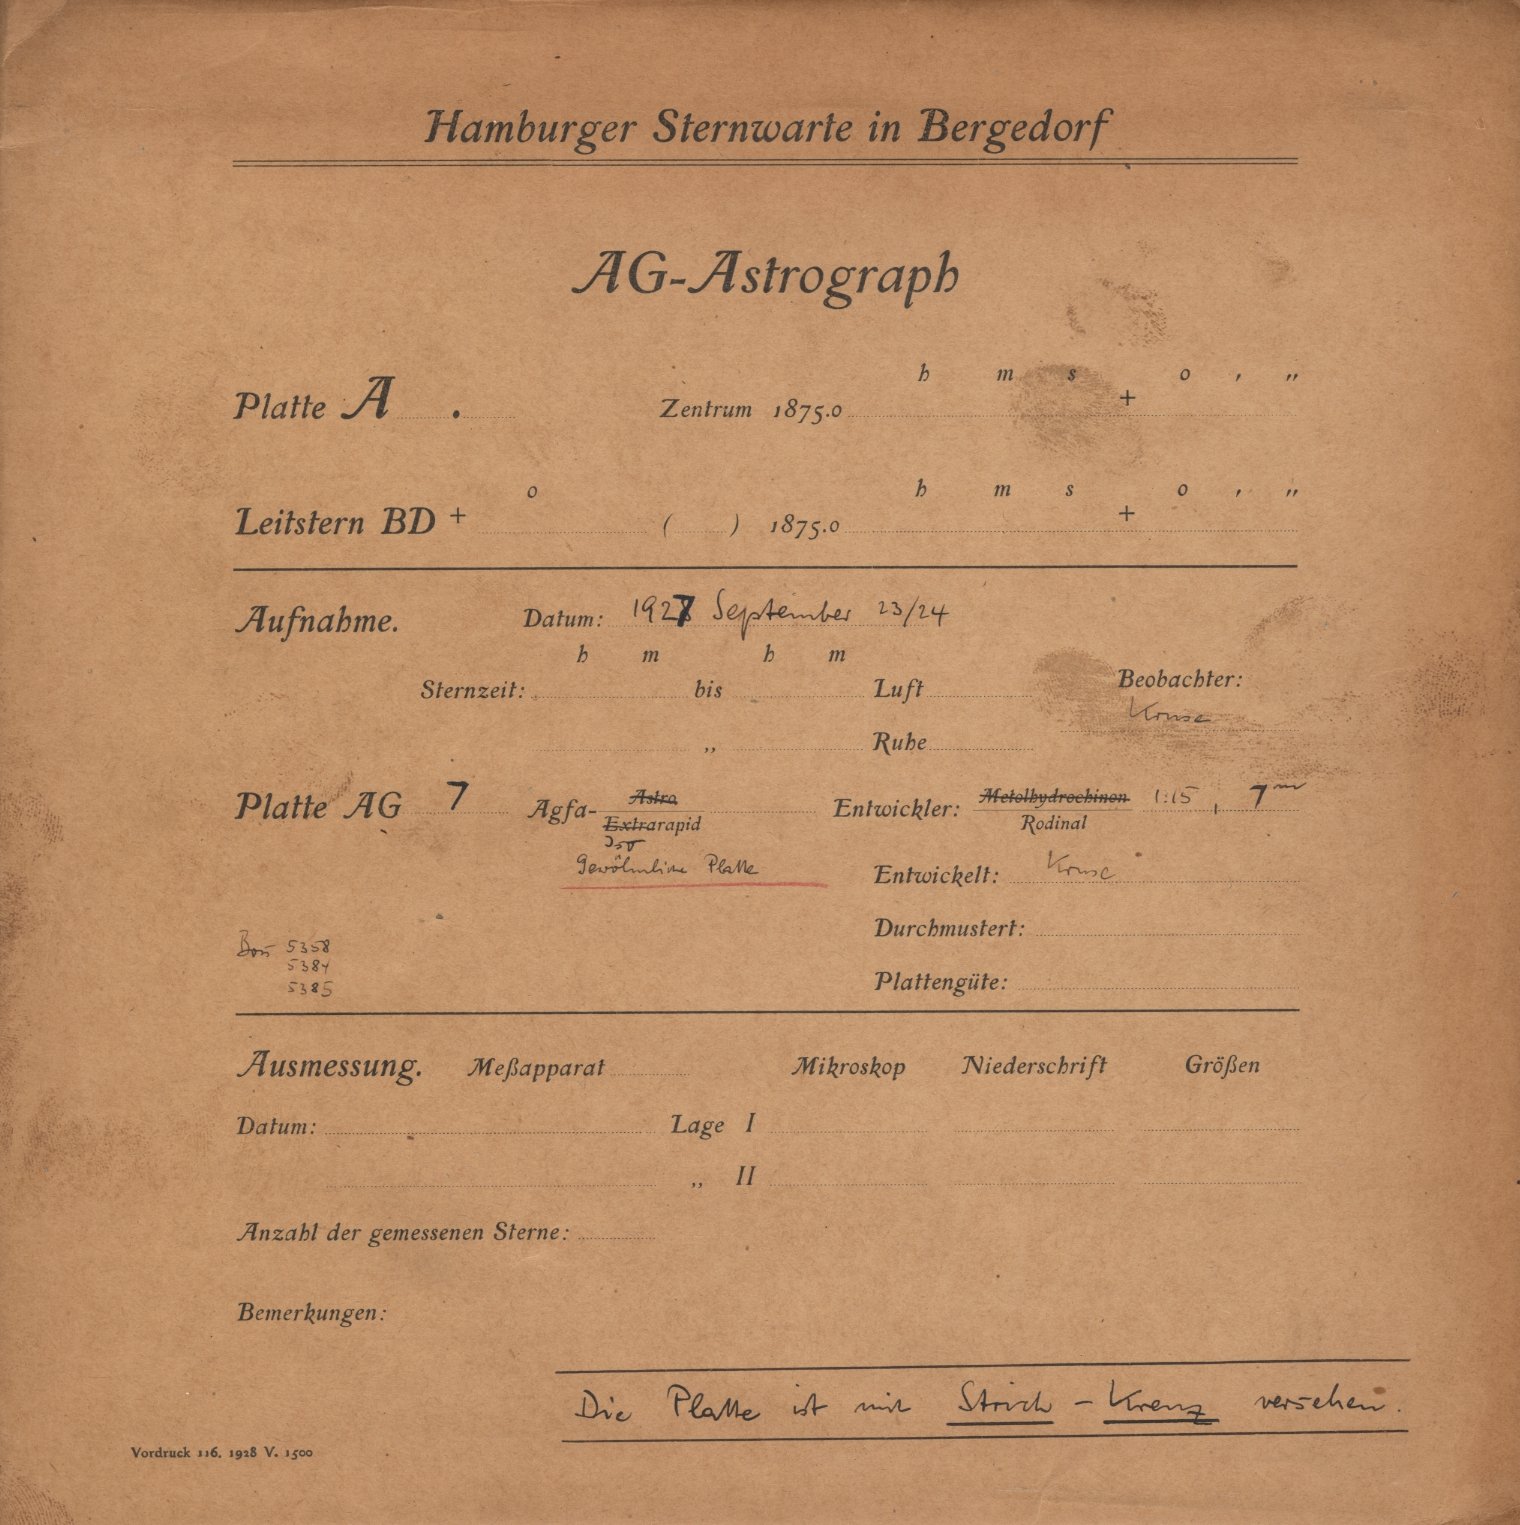 Hamburger Sternwarte in Bergedorf
AG-Astrograph
h m s o , ,,
Platte A . Zentrum 1875.0 +
o h m s o , ,,
Leitstern BD + ( ) 1875.0 +
Aufnahme. Datum: 1927 September 23/24
h m h m
Sternzeit: bis Luft Beobachter:
Kruse
,, Ruhe
Platte AG 7 Agfa- Astro Entwickler: Metolhydrochinon 1:15, 7 m
Extrarapid Rodinal
Iso
Gewöhnliche Platte
Entwickelt: Kruse
Durchmustert:
5358
5384
5385
Plattengüte:
Ausmessung. Meßapparat Mikroskop Niederschrift Größen
Datum: Lage I
,, II
Anzahl der gemessenen Sterne:
Bemerkungen:
Die Platte ist mit Strich - Kreuz versehen.
Vordruck 116. 1928 V. 1500